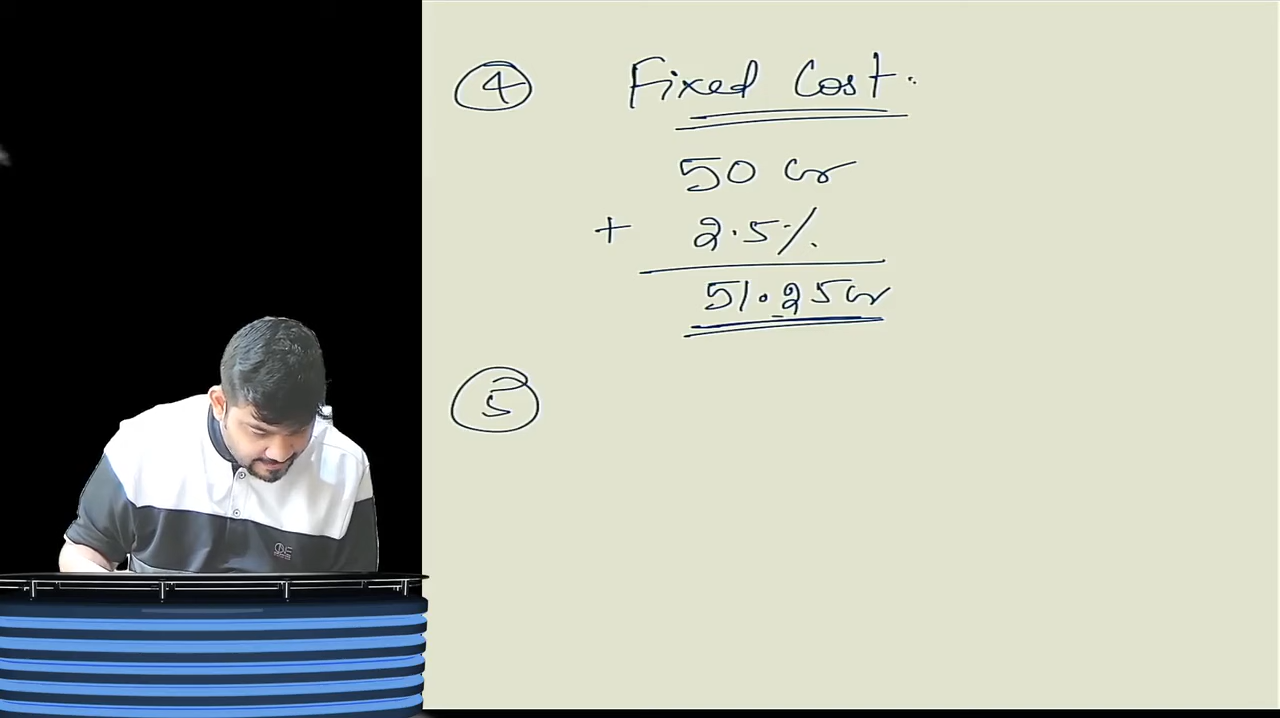 ④ Fixed Cost.
50 Cr
+ 2.5%
51.25 Cr
⑤